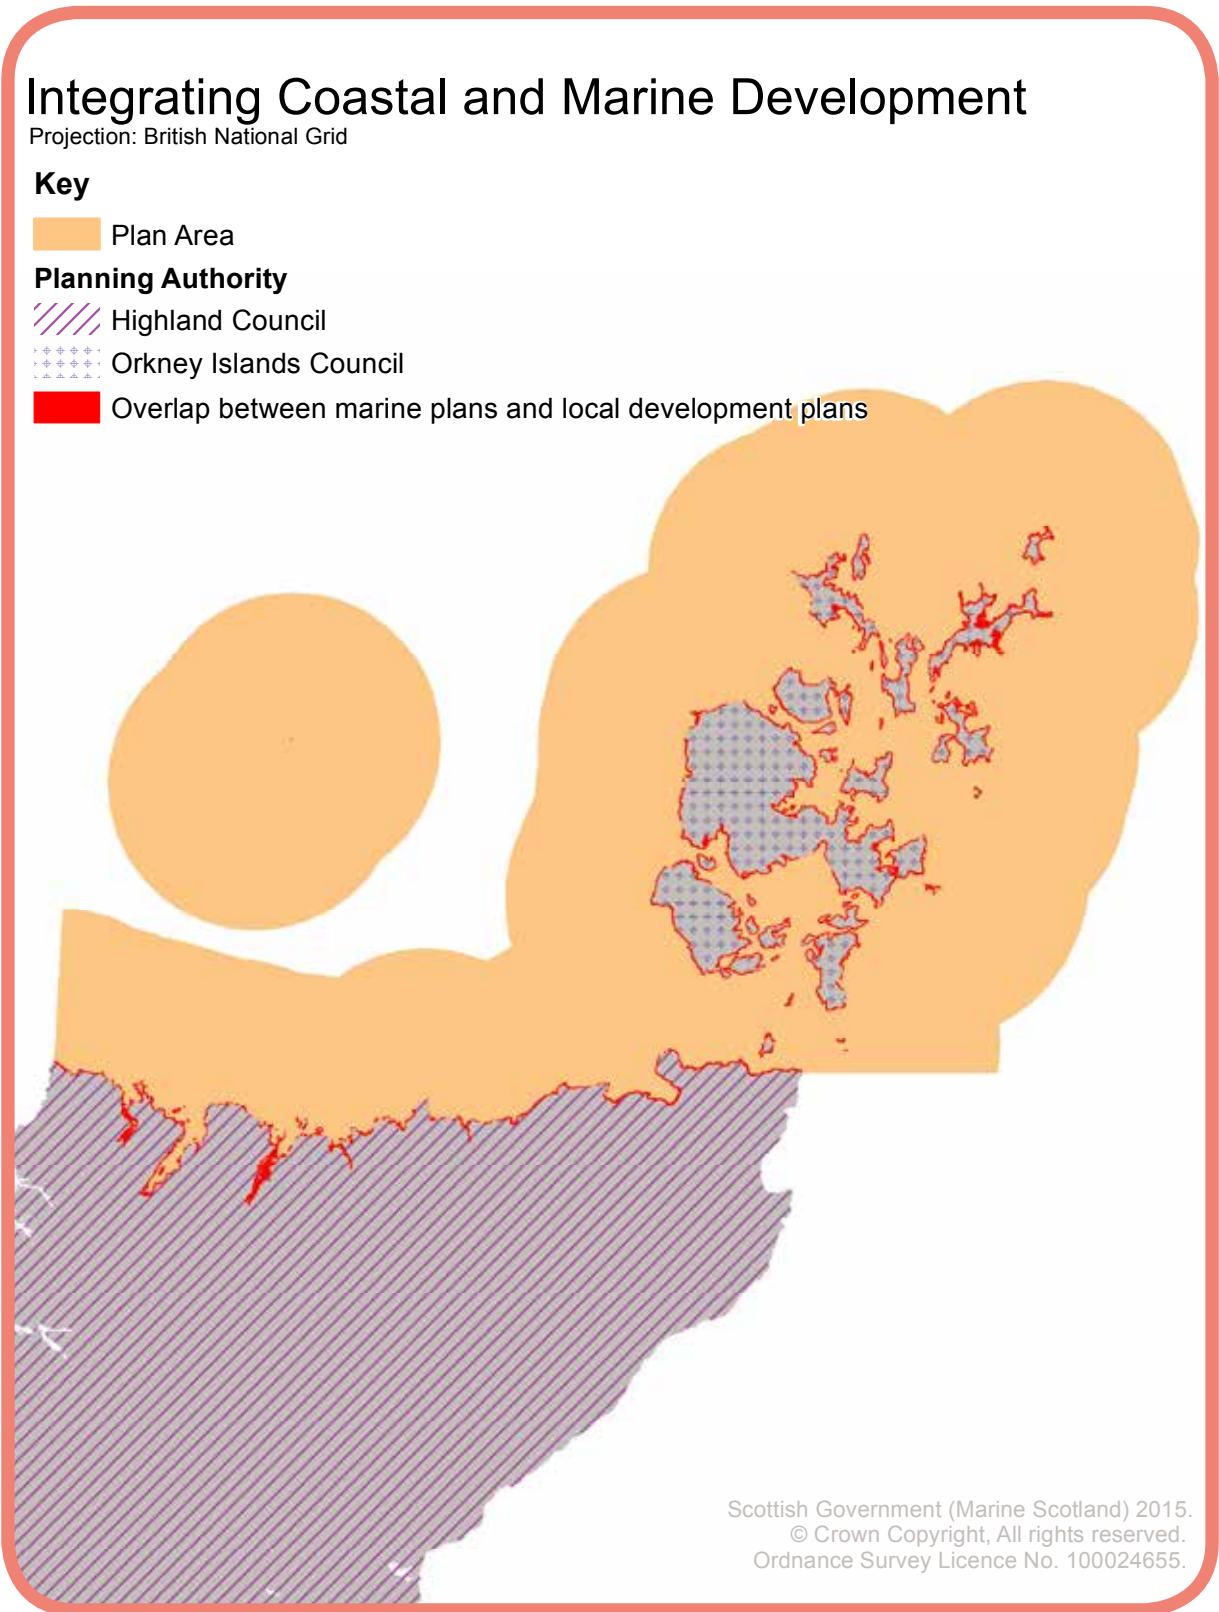 Integrating Coastal and Marine Development
Projection: British National Grid
Key
Plan Area
Planning Authority
Highland Council
Orkney Islands Council
Overlap between marine plans and local development plans
Scottish Government (Marine Scotland) 2015.
© Crown Copyright, All rights reserved.
Ordnance Survey Licence No. 100024655.